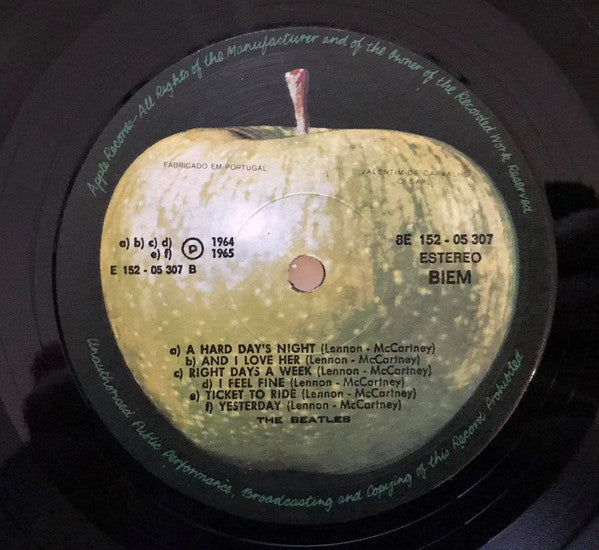 Apple Records - All Rights of the Manufacturer and of the Owner of the Recorded Work Reserved
FABRICADO EM PORTUGAL
VALENTIM DE CARVALHO
CI SARL
a) b) c) d)
e) f)
P
1964
1965
E 152 - 05 307 B
8E 152 - 05 307
ESTEREO
BIEM
a) A HARD DAY'S NIGHT (Lennon - McCartney)
b) AND I LOVE HER (Lennon - McCartney)
c) RIGHT DAYS A WEEK (Lennon - McCartney)
d) I FEEL FINE (Lennon - McCartney)
e) TICKET TO RIDE (Lennon - McCartney)
f) YESTERDAY (Lennon - McCartney)
THE BEATLES
Unauthorised Public Performance, Broadcasting and Copying of this Record Prohibited